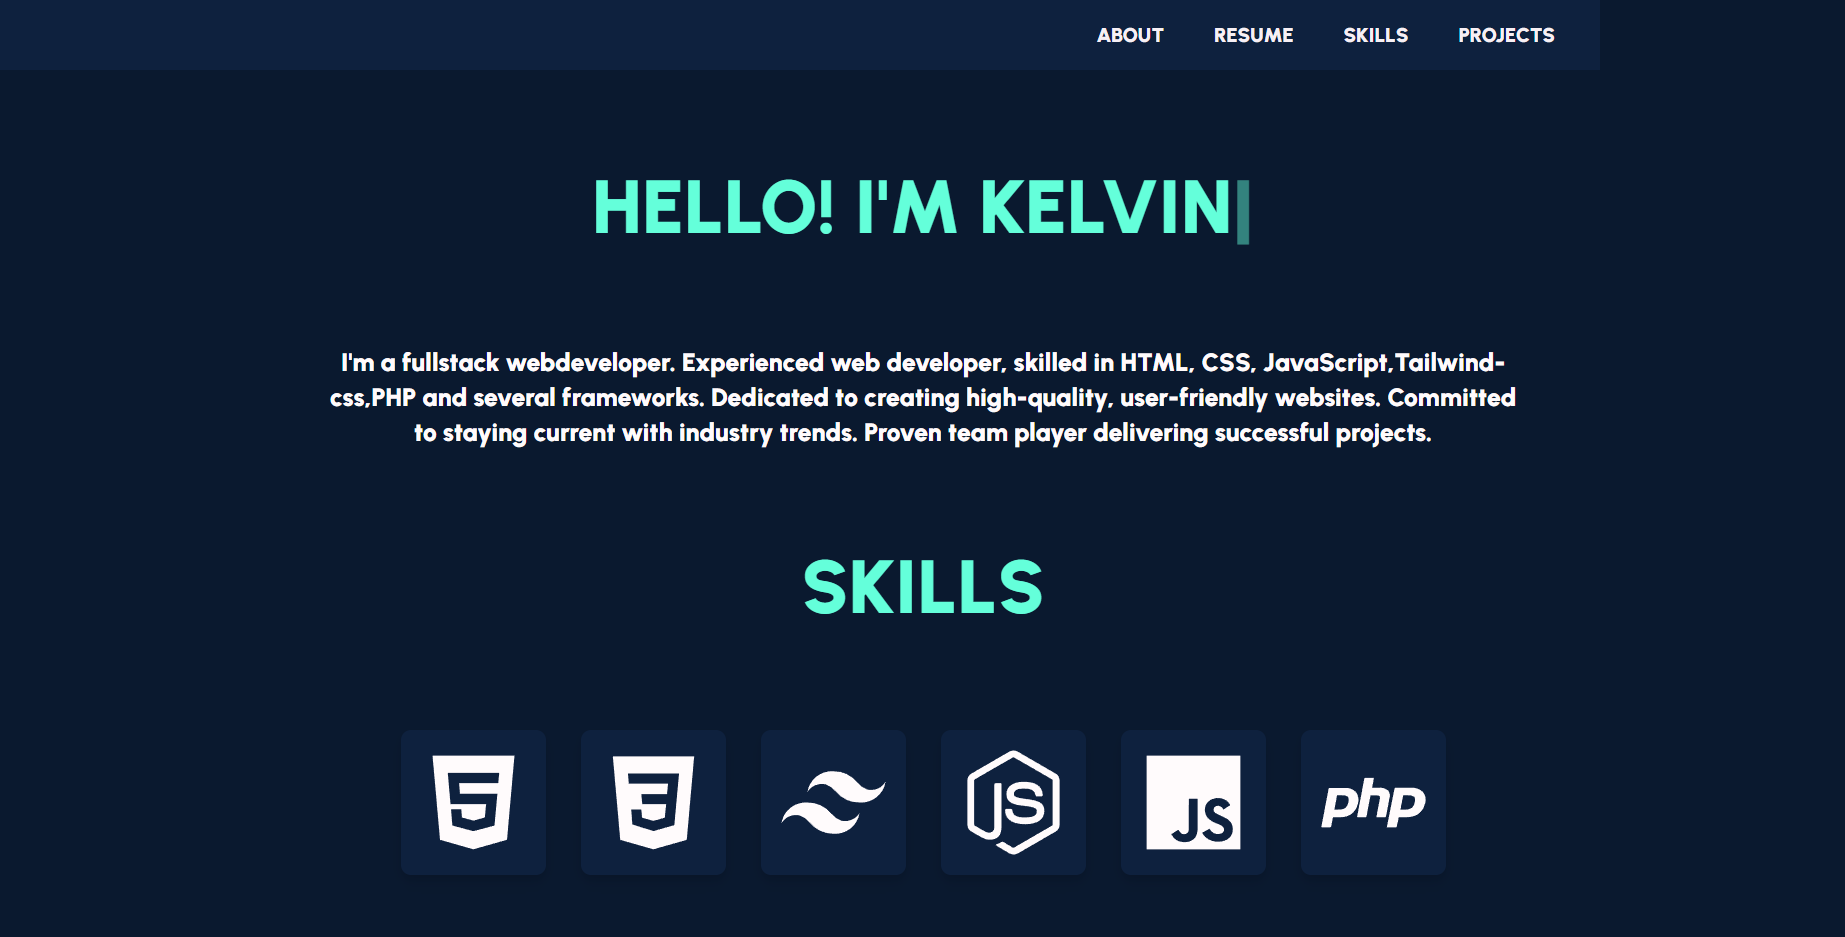 ABOUT RESUME SKILLS PROJECTS
HELLO! I'M KELVIN
I'm a fullstack webdeveloper. Experienced web developer, skilled in HTML, CSS, JavaScript,Tailwind-
css,PHP and several frameworks. Dedicated to creating high-quality, user-friendly websites. Committed
to staying current with industry trends. Proven team player delivering successful projects.
SKILLS
5 3 JS JS php